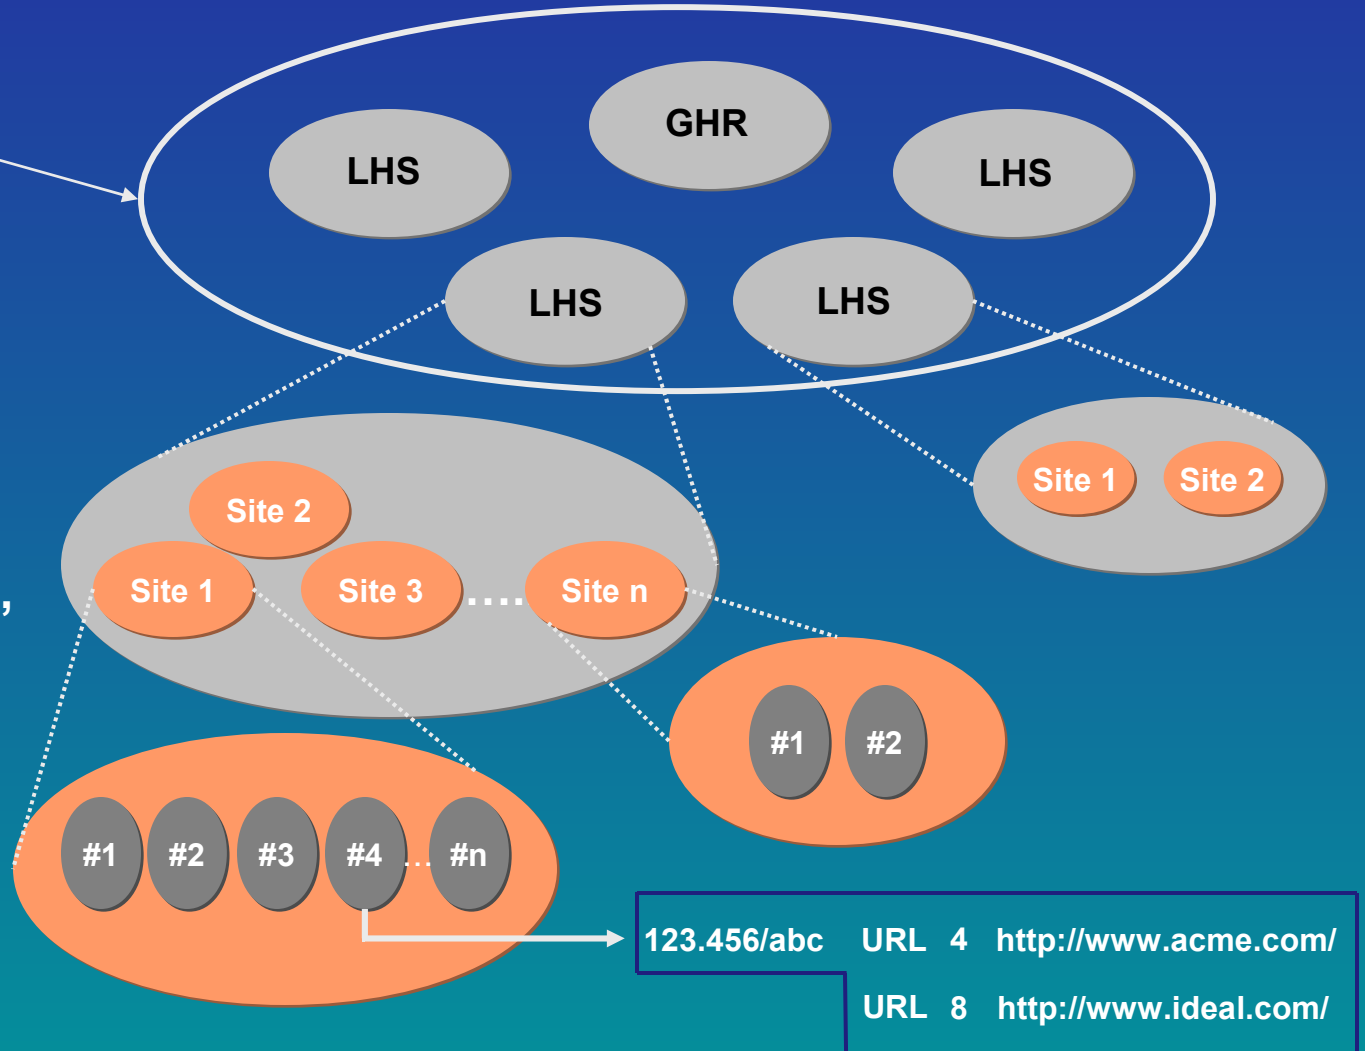 GHR
LHS
LHS
LHS
LHS
Site 1 Site 2
Site 2
Site 1 Site 3 .... Site n
,
#1 #2
#1 #2 #3 #4 ... #n
123.456/abc URL 4 http://www.acme.com/
URL 8 http://www.ideal.com/